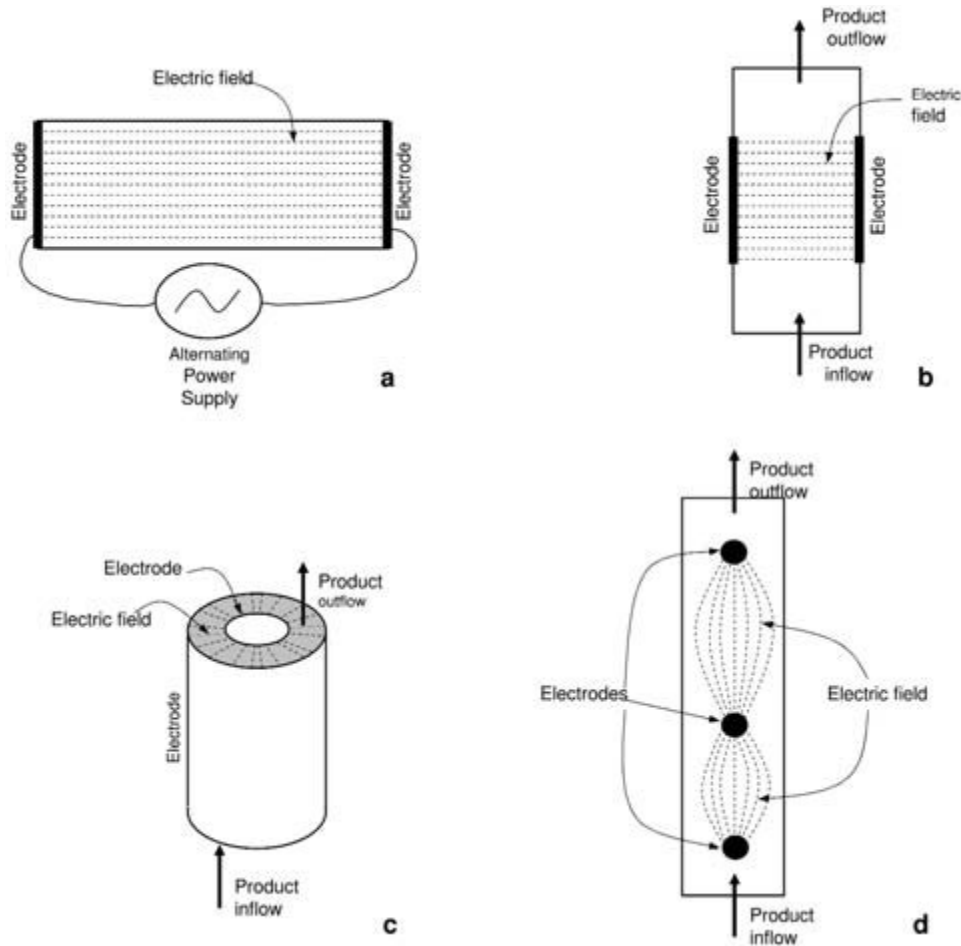 Electric field
Electrode
Electrode
Alternating
Power
Supply
a
Product
outflow
Electric
field
Electrode
Electrode
Product
inflow
b
Electrode
Electric field
Product
outflow
Electrode
Product
inflow
c
Product
outflow
Electrodes
Electric field
Product
inflow
d